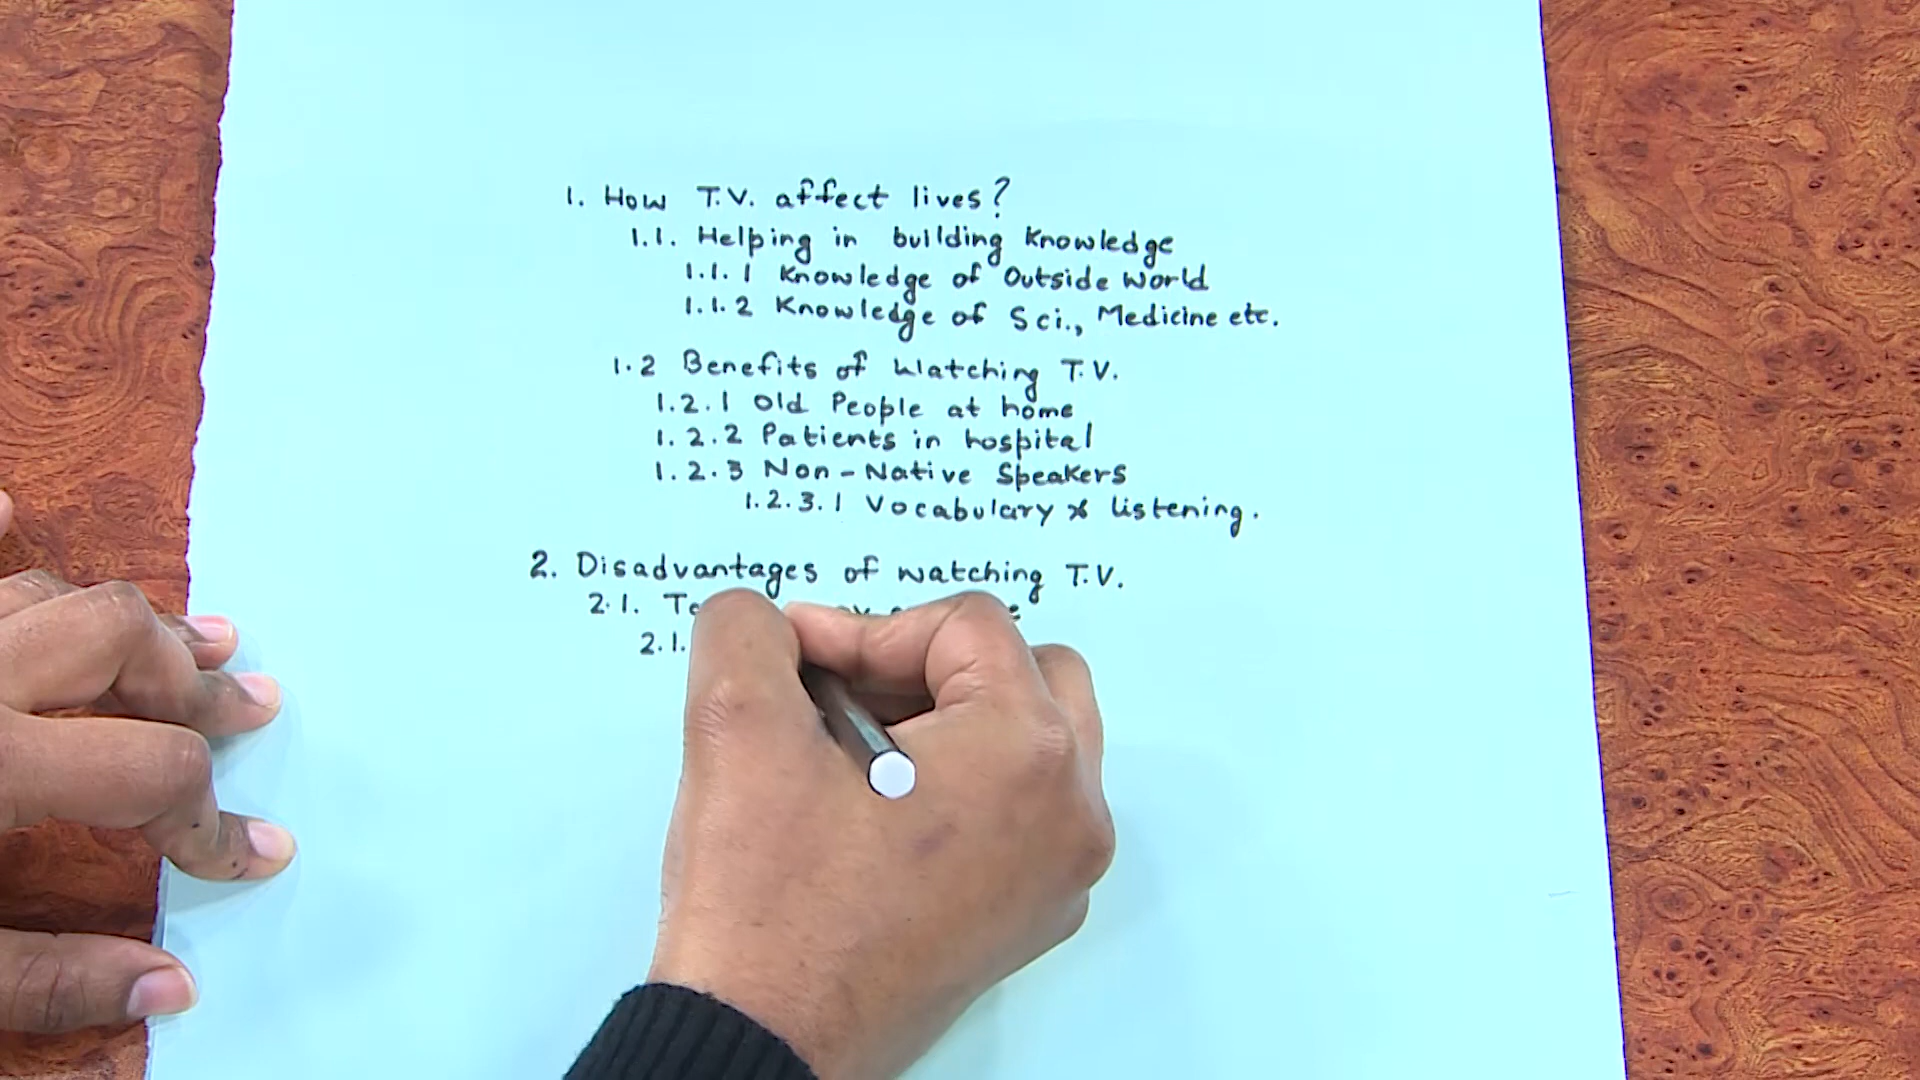 1. How T.V. affect lives?
1.1. Helping in building Knowledge
1.1.1 Knowledge of Outside World
1.1.2 Knowledge of Sci., Medicine etc.
1.2 Benefits of Watching T.V.
1.2.1 Old People at home
1.2.2 Patients in hospital
1.2.3 Non-Native Speakers
1.2.3.1 Vocabulary & listening.
2. Disadvantages of watching T.V.
2.1.
2.1.